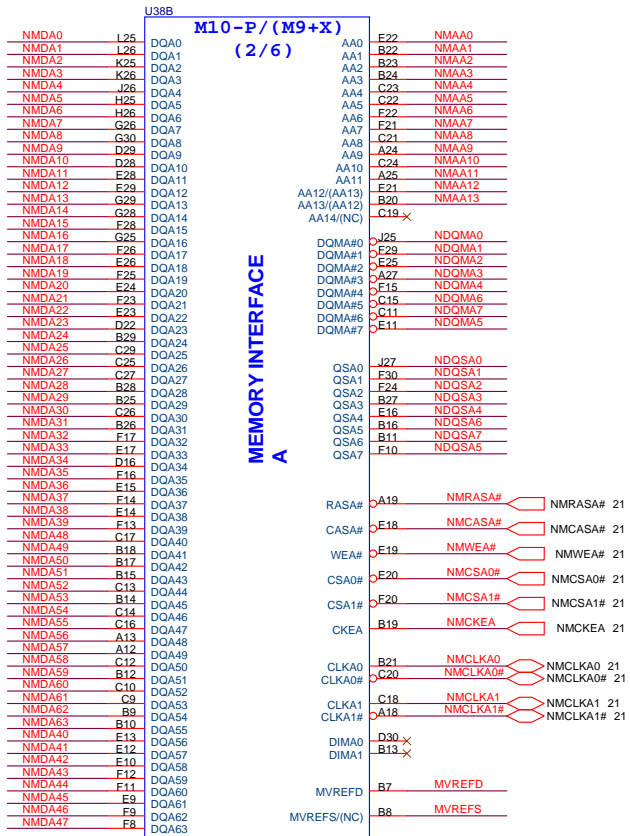 U38B
M10-P/(M9+X)
(2/6)
MEMORY INTERFACE
A
NMDA0 L25 DQA0
NMDA1 L26 DQA1
NMDA2 K25 DQA2
NMDA3 K26 DQA3
NMDA4 J26 DQA4
NMDA5 H25 DQA5
NMDA6 H26 DQA6
NMDA7 G26 DQA7
NMDA8 G30 DQA8
NMDA9 D29 DQA9
NMDA10 D28 DQA10
NMDA11 E28 DQA11
NMDA12 E29 DQA12
NMDA13 G29 DQA13
NMDA14 G28 DQA14
NMDA15 F28 DQA15
NMDA16 G25 DQA16
NMDA17 F26 DQA17
NMDA18 E26 DQA18
NMDA19 F25 DQA19
NMDA20 E24 DQA20
NMDA21 F23 DQA21
NMDA22 E23 DQA22
NMDA23 D22 DQA23
NMDA24 B29 DQA24
NMDA25 C29 DQA25
NMDA26 C25 DQA26
NMDA27 C27 DQA27
NMDA28 B28 DQA28
NMDA29 B25 DQA29
NMDA30 C26 DQA30
NMDA31 B26 DQA31
NMDA32 F17 DQA32
NMDA33 E17 DQA33
NMDA34 D16 DQA34
NMDA35 F16 DQA35
NMDA36 E15 DQA36
NMDA37 F14 DQA37
NMDA38 E14 DQA38
NMDA39 F13 DQA39
NMDA48 C17 DQA40
NMDA49 B18 DQA41
NMDA50 B17 DQA42
NMDA51 B15 DQA43
NMDA52 C13 DQA44
NMDA53 B14 DQA45
NMDA54 C14 DQA46
NMDA55 C16 DQA47
NMDA56 A13 DQA48
NMDA57 A12 DQA49
NMDA58 C12 DQA50
NMDA59 B12 DQA51
NMDA60 C10 DQA52
NMDA61 C9 DQA53
NMDA62 B9 DQA54
NMDA63 B10 DQA55
NMDA40 E13 DQA56
NMDA41 E12 DQA57
NMDA42 E10 DQA58
NMDA43 F12 DQA59
NMDA44 F11 DQA60
NMDA45 E9 DQA61
NMDA46 F9 DQA62
NMDA47 F8 DQA63
AA0 E22 NMAA0
AA1 B22 NMAA1
AA2 B23 NMAA2
AA3 B24 NMAA3
AA4 C23 NMAA4
AA5 C22 NMAA5
AA6 F22 NMAA6
AA7 F21 NMAA7
AA8 C21 NMAA8
AA9 A24 NMAA9
AA10 C24 NMAA10
AA11 A25 NMAA11
AA12/(AA13) E21 NMAA12
AA13/(AA12) B20 NMAA13
AA14/(NC) C19
DQMA#0 J25 NDQMA0
DQMA#1 F29 NDQMA1
DQMA#2 E25 NDQMA2
DQMA#3 A27 NDQMA3
DQMA#4 F15 NDQMA4
DQMA#5 C15 NDQMA6
DQMA#6 C11 NDQMA7
DQMA#7 E11 NDQMA5
QSA0 J27 NDQSA0
QSA1 F30 NDQSA1
QSA2 F24 NDQSA2
QSA3 B27 NDQSA3
QSA4 E16 NDQSA4
QSA5 B16 NDQSA6
QSA6 B11 NDQSA7
QSA7 F10 NDQSA5
RASA# A19 NMRASA# NMRASA# 21
CASA# E18 NMCASA# NMCASA# 21
WEA# E19 NMWEA# NMWEA# 21
CSA0# E20 NMCSA0# NMCSA0# 21
CSA1# F20 NMCSA1# NMCSA1# 21
CKEA B19 NMCKEA NMCKEA 21
CLKA0 B21 NMCLKA0 NMCLKA0 21
CLKA0# C20 NMCLKA0# NMCLKA0# 21
CLKA1 C18 NMCLKA1 NMCLKA1 21
CLKA1# A18 NMCLKA1# NMCLKA1# 21
DIMA0 D30
DIMA1 B13
MVREFD B7 MVREFD
MVREFS/(NC) B8 MVREFS